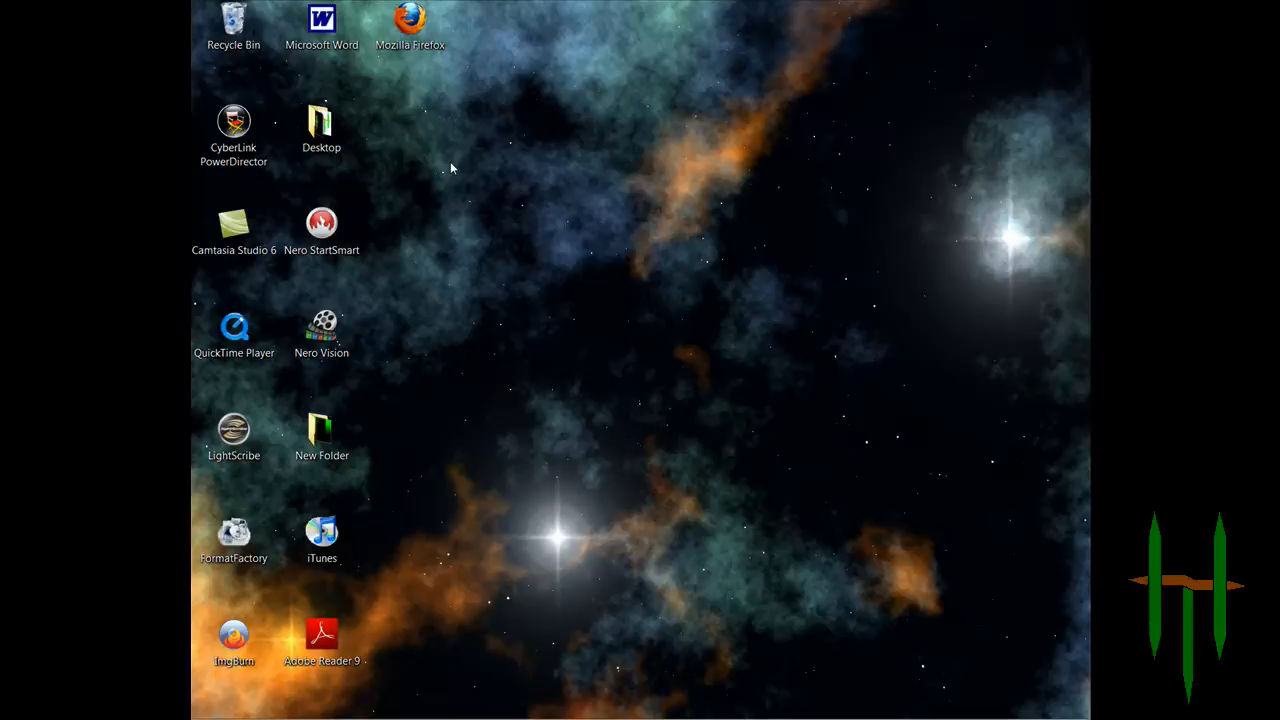 Recycle Bin
Microsoft Word
Mozilla Firefox
CyberLink
PowerDirector
Desktop
Camtasia Studio 6
Nero StartSmart
QuickTime Player
Nero Vision
LightScribe
New Folder
FormatFactory
iTunes
ImgBurn
Adobe Reader 9